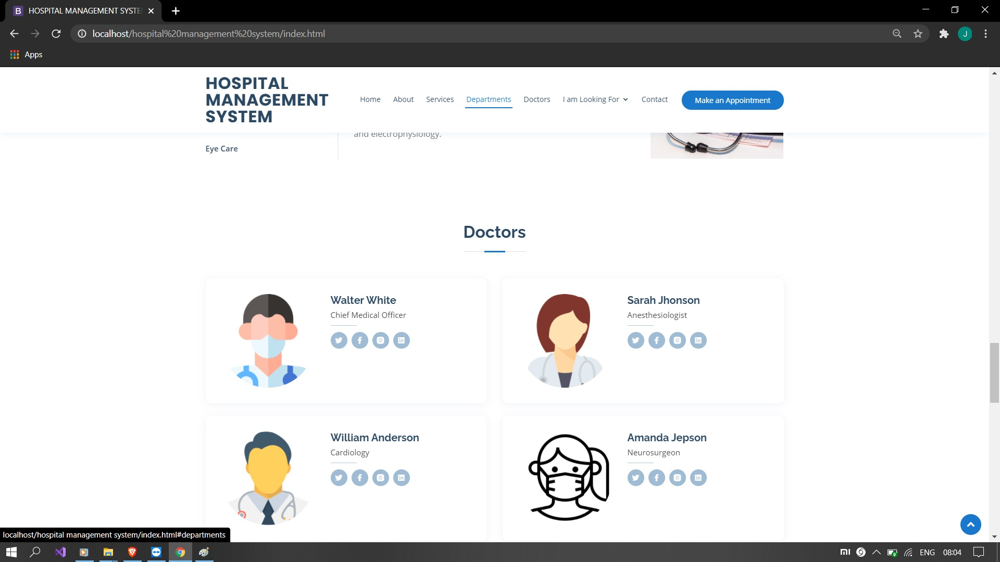 HOSPITAL MANAGEMENT SYSTE
localhost/hospital%20management%20system/index.html
J
Apps
HOSPITAL
MANAGEMENT
SYSTEM
Home About Services Departments Doctors I am Looking For Contact Make an Appointment
and electrophysiology.
Eye Care
Doctors
Walter White
Chief Medical Officer
Sarah Jhonson
Anesthesiologist
William Anderson
Cardiology
Amanda Jepson
Neurosurgeon
localhost/hospital management system/index.html#departments
ENG 08:04